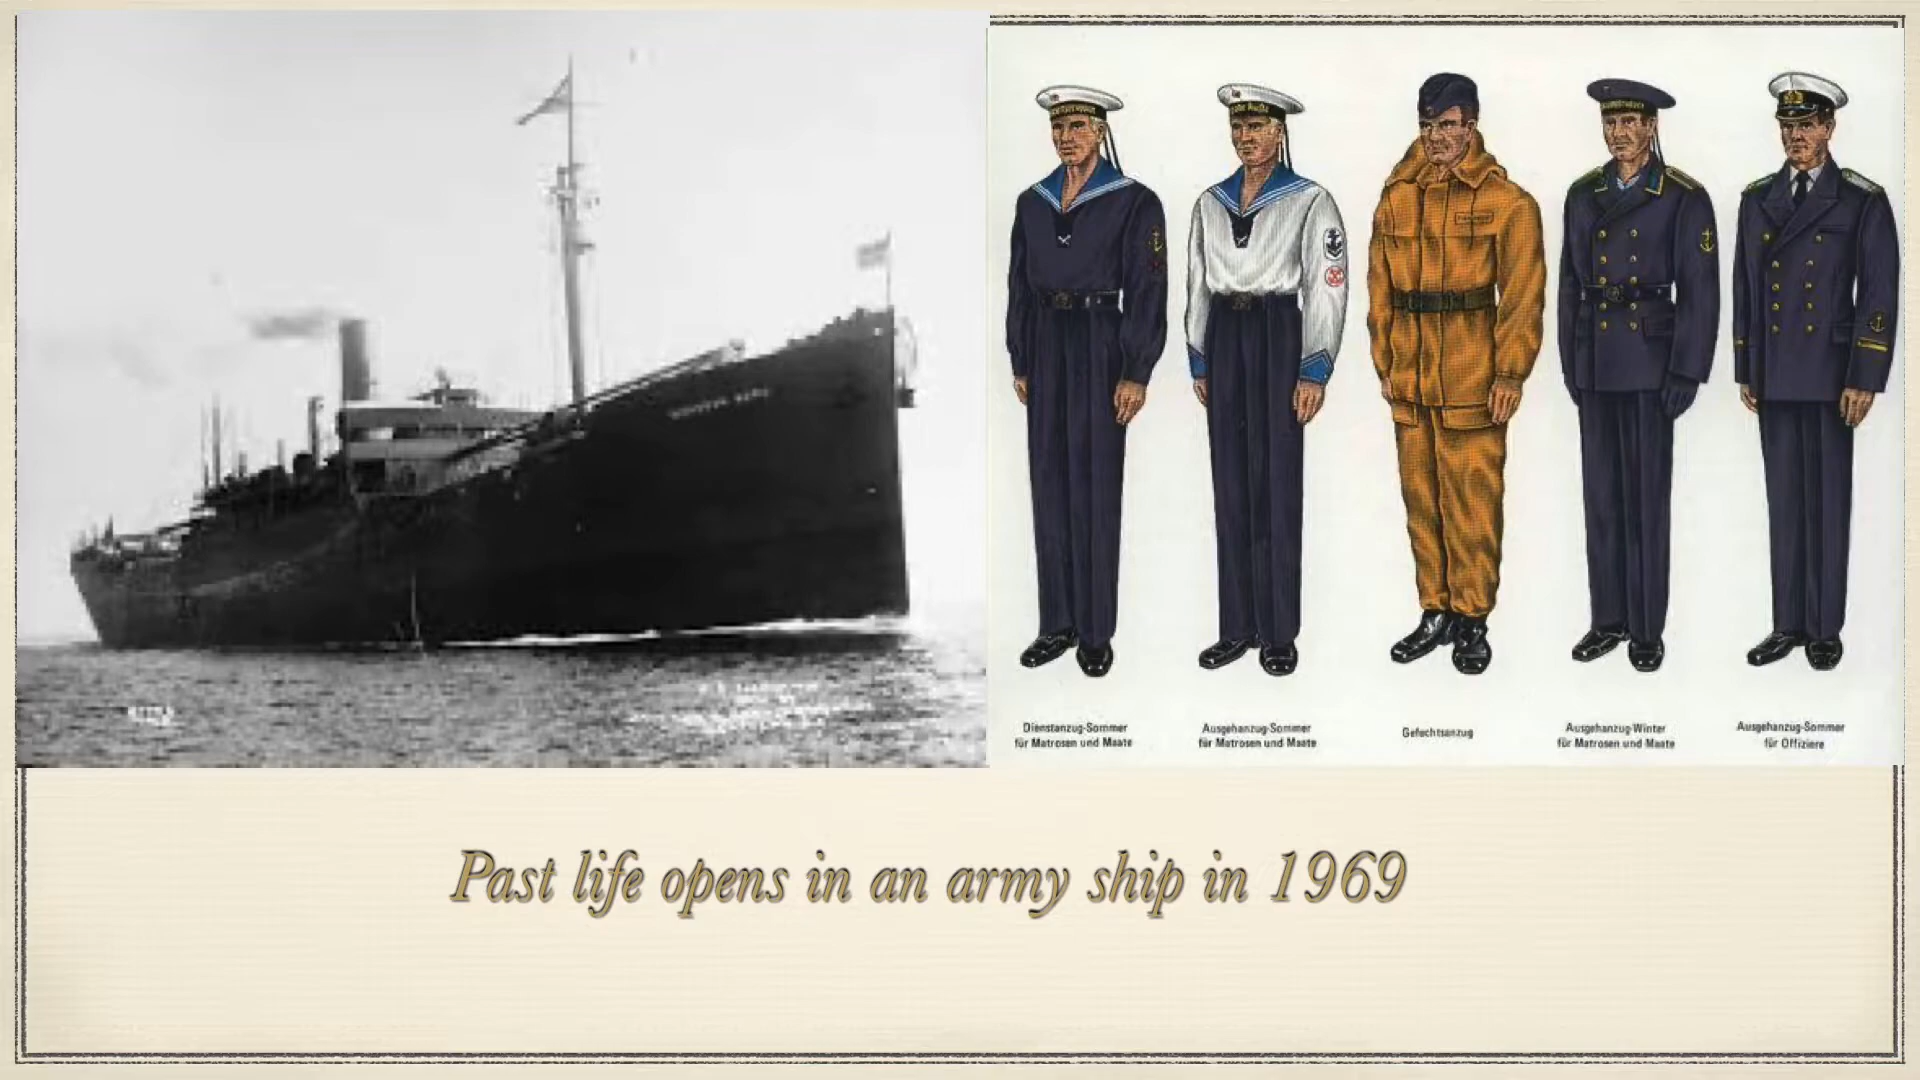 Dienstanzug-Sommer
für Matrosen und Maate
Ausgehanzug-Sommer
für Matrosen und Maate
Gefechtsanzug
Ausgehanzug-Winter
für Matrosen und Maate
Ausgehanzug-Sommer
für Offiziere
Past life opens in an army ship in 1969